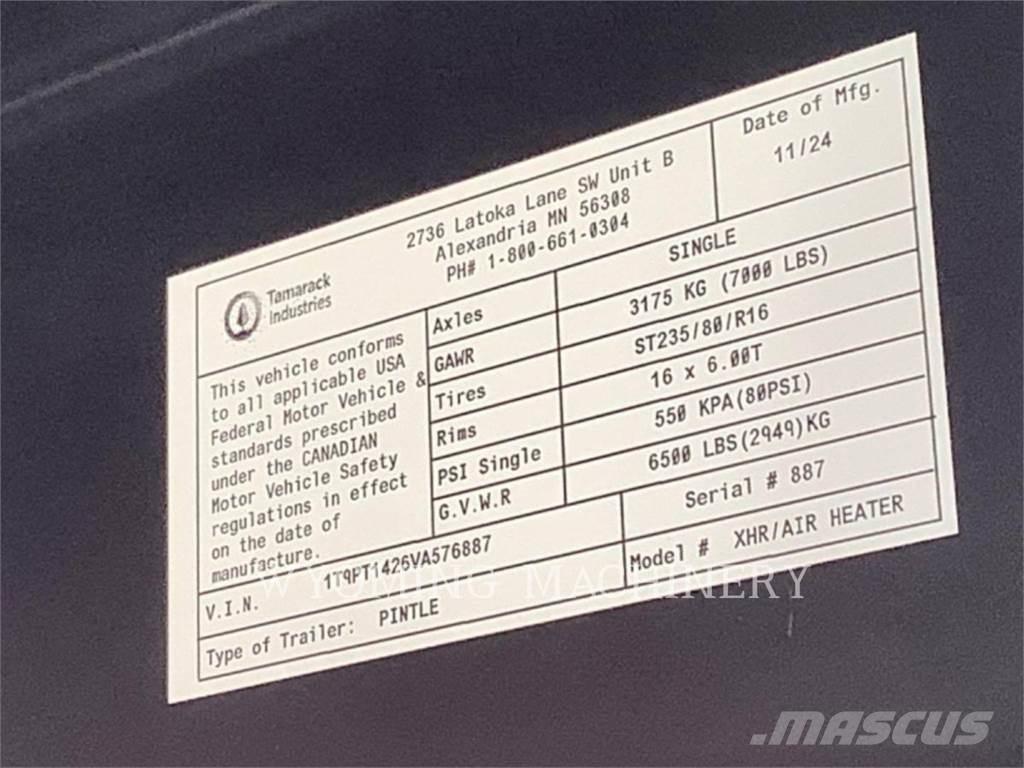 2736 Latoka Lane SW Unit B
Alexandria MN 56308
PH# 1-800-661-0304
Date of Mfg.
11/24
Tamarack
Industries
This vehicle conforms
to all applicable USA
Federal Motor Vehicle &
standards prescribed
under the CANADIAN
Motor Vehicle Safety
regulations in effect
on the date of
manufacture.
Axles SINGLE
GAWR 3175 KG (7000 LBS)
Tires ST235/80/R16
Rims 16 x 6.00T
PSI Single 550 KPA(80PSI)
G.V.W.R 6500 LBS(2949)KG
V.I.N. 1T9PT1426VA576887
Serial # 887
Type of Trailer: PINTLE
Model # XHR/AIR HEATER
WYOMING MACHINERY
MASCUS